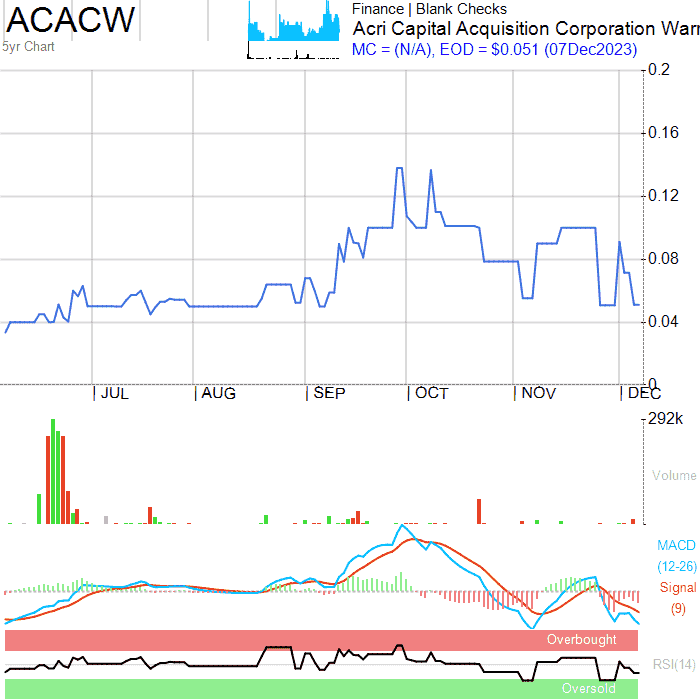 ACACW
5yr Chart
Finance | Blank Checks
Acri Capital Acquisition Corporation Warr
MC = (N/A), EOD = $0.051 (07Dec2023)
0.2
0.16
0.12
0.08
0.04
0
JUL AUG SEP OCT NOV DEC
292k
Volume
MACD
(12-26)
Signal
(9)
Overbought
RSI(14)
Oversold